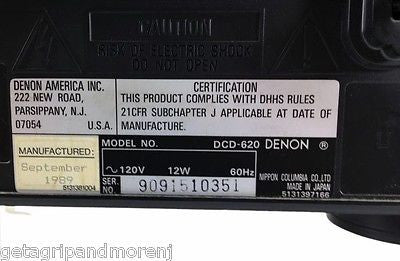 CAUTION
RISK OF ELECTRIC SHOCK
DO NOT OPEN
DENON AMERICA INC.
222 NEW ROAD,
PARSIPPANY, N.J.
07054 U.S.A.
CERTIFICATION
THIS PRODUCT COMPLIES WITH DHHS RULES
21CFR SUBCHAPTER J APPLICABLE AT DATE OF
MANUFACTURE.
MANUFACTURED:
September
1989
5131381004
MODEL NO. DCD-620 DENON ®
~120V 12W 60Hz
SER. NO. 9091510351
NIPPON COLUMBIA CO.,LTD
MADE IN JAPAN
5131397166
getagripandmorenj